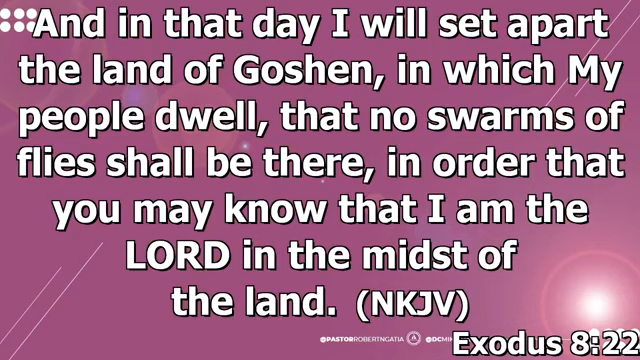 And in that day I will set apart
the land of Goshen, in which My
people dwell, that no swarms of
flies shall be there, in order that
you may know that I am the
LORD in the midst of
the land. (NKJV)
@PASTORROBERTNGATIA
Exodus 8:22